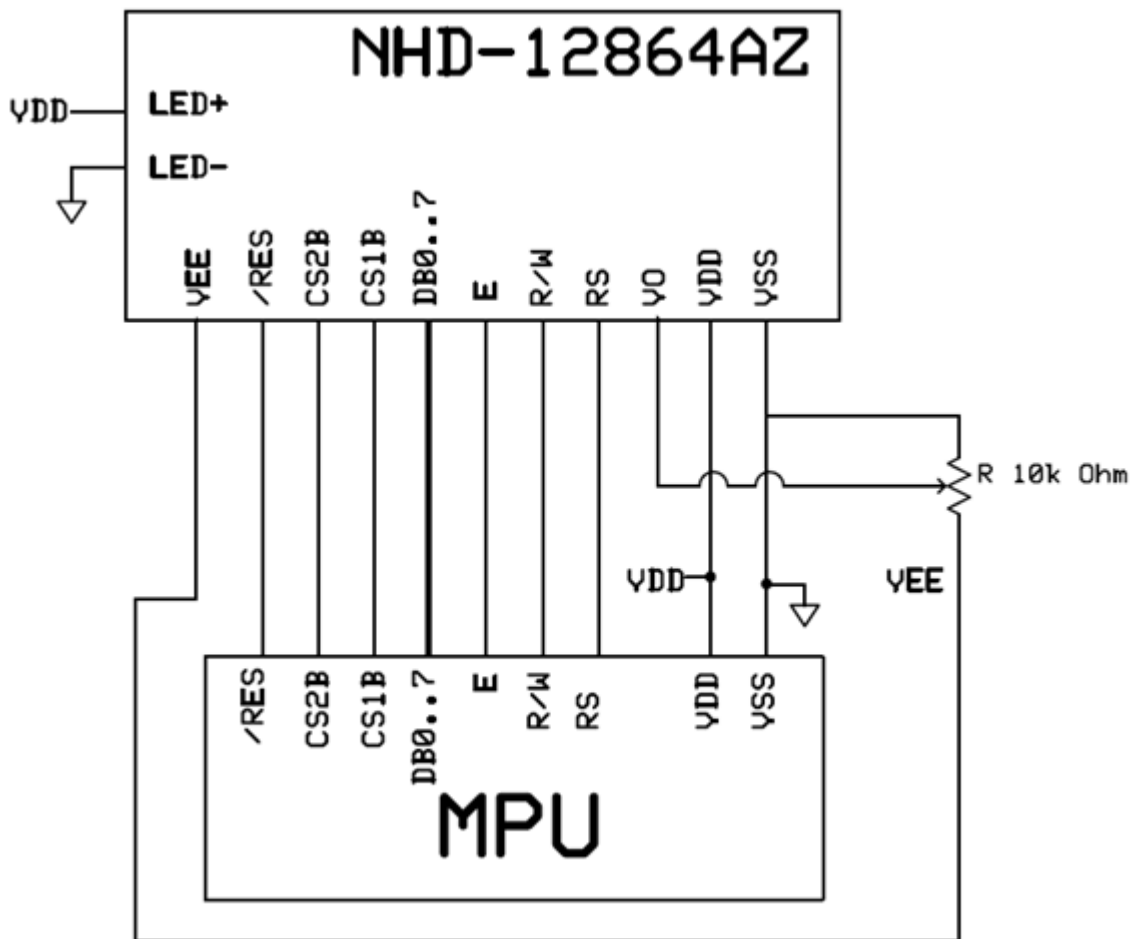 NHD-12864AZ
VDD
LED+
LED-
VEE
/RES
CS2B
CS1B
DB0..7
E
R/W
RS
VO
VDD
VSS
R 10k Ohm
VDD
VEE
/RES
CS2B
CS1B
DB0..7
E
R/W
RS
VDD
VSS
MPU